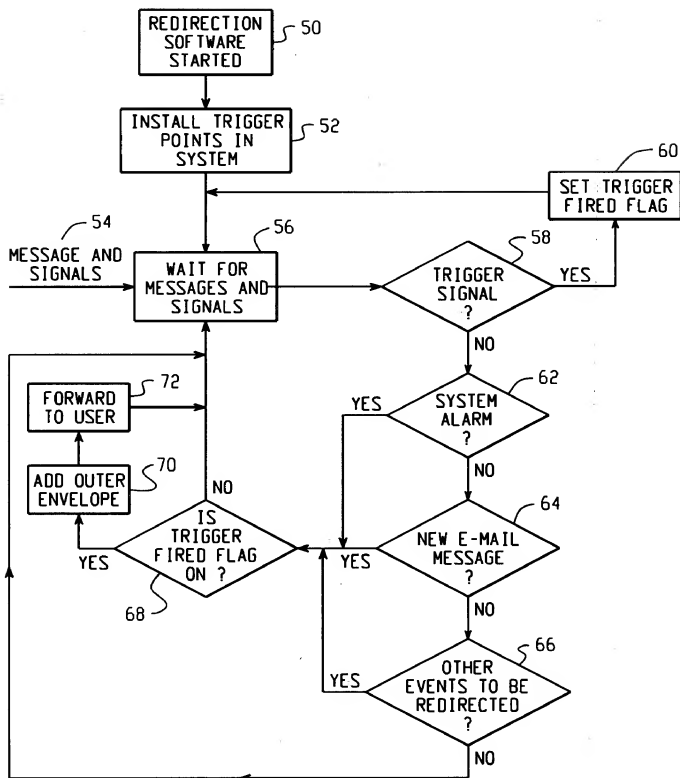 REDIRECTION
SOFTWARE
STARTED
50
INSTALL TRIGGER
POINTS IN
SYSTEM
52
60
SET TRIGGER
FIRED FLAG
54
MESSAGE AND
SIGNALS
56
WAIT FOR
MESSAGES AND
SIGNALS
58
TRIGGER
SIGNAL
?
YES
NO
62
SYSTEM
ALARM
?
YES
NO
72
FORWARD
TO USER
70
ADD OUTER
ENVELOPE
NO
IS
TRIGGER
FIRED FLAG
ON ?
YES
68
64
NEW E-MAIL
MESSAGE
?
YES
NO
66
OTHER
EVENTS TO BE
REDIRECTED
?
YES
NO